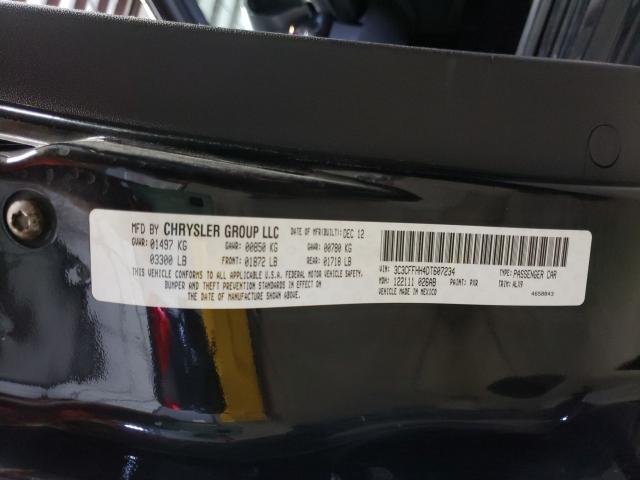 MFD BY CHRYSLER GROUP LLC DATE OF MFR(BUILT): DEC 12
GVWR: 01497 KG GAWR 00850 KG GAWR 00780 KG
03300 LB FRONT: 01872 LB REAR: 01718 LB
THIS VEHICLE CONFORMS TO ALL APPLICABLE U.S.A. FEDERAL MOTOR VEHICLE SAFETY,
BUMPER AND THEFT PREVENTION STANDARDS IN EFFECT ON
THE DATE OF MANUFACTURE SHOWN ABOVE.
VIN: 3C3CFFHH4DT607234 TYPE: PASSENGER CAR
MDH: 122111 028AB PAINT: PXR TRIM: ALX9
VEHICLE MADE IN MEXICO 4658843